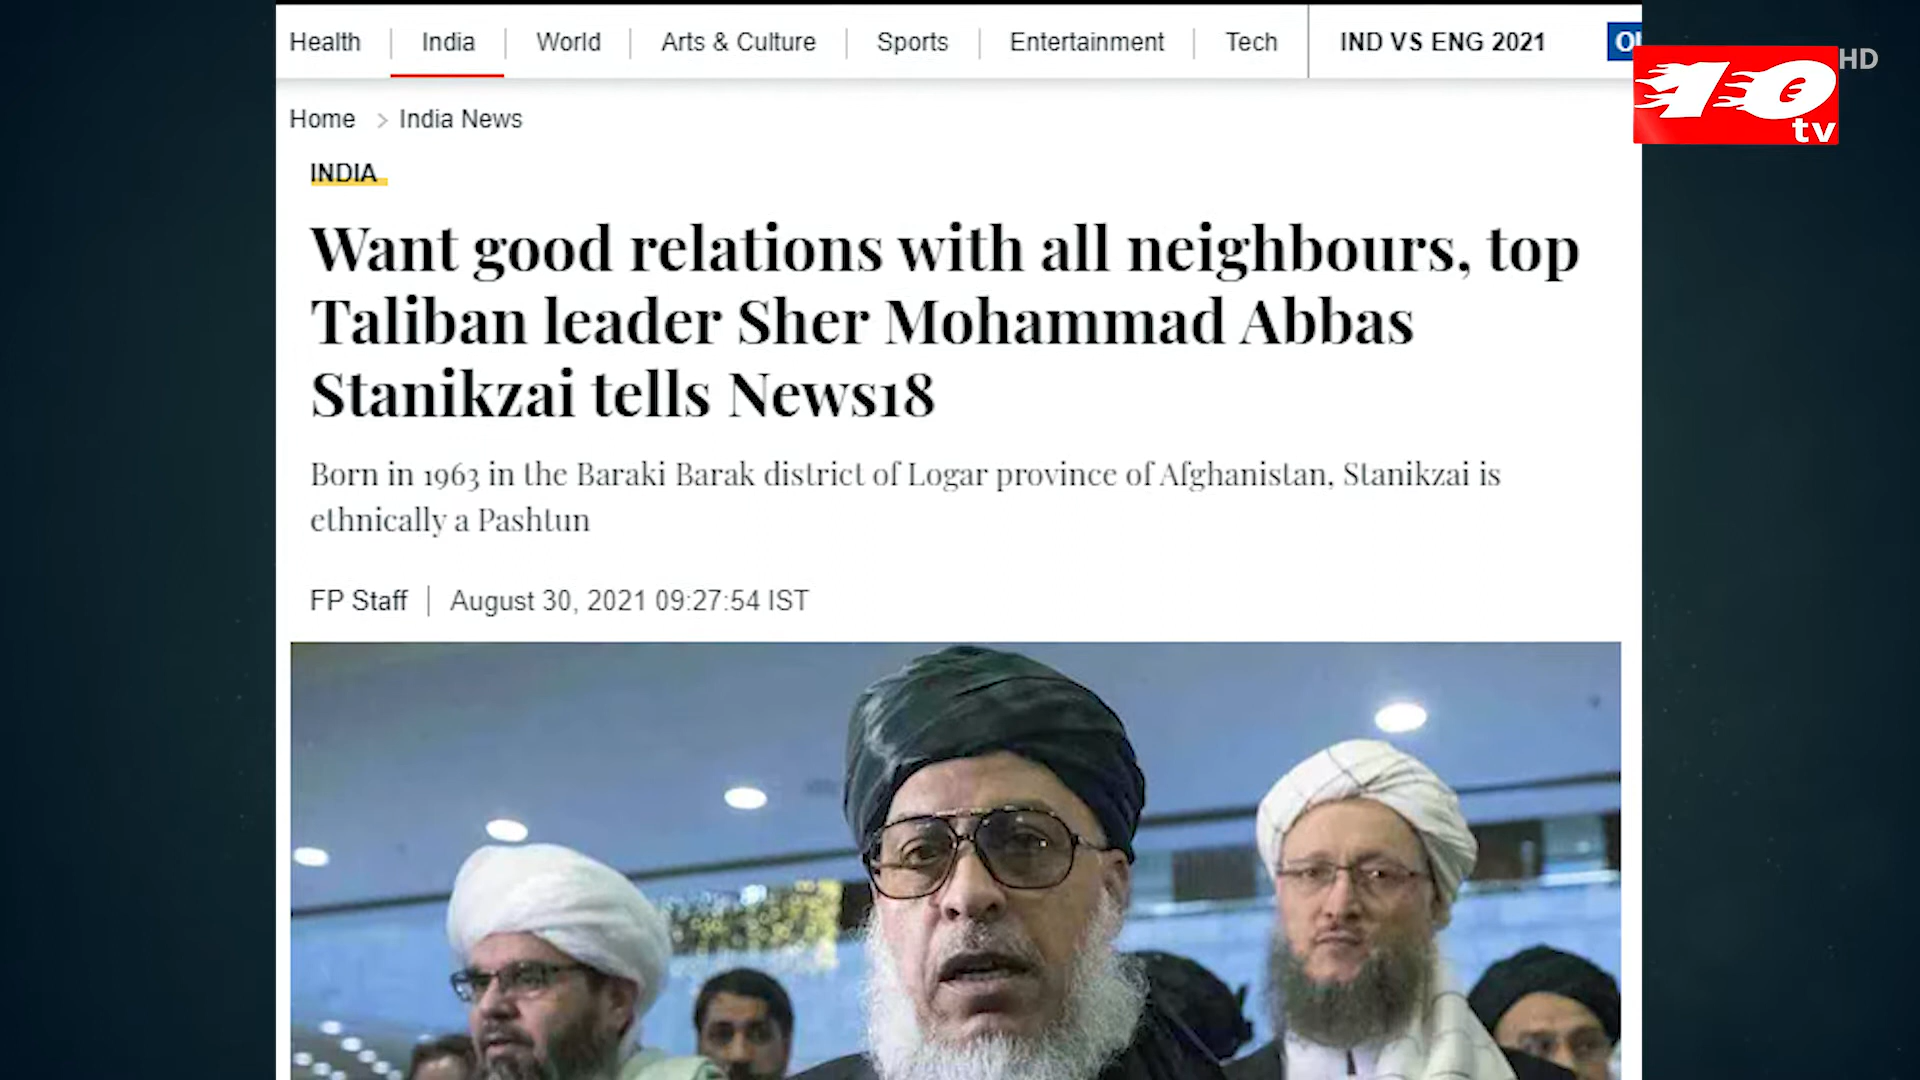 Health
India
World
Arts & Culture
Sports
Entertainment
Tech
IND VS ENG 2021
HD
10
tv
Home > India News
INDIA
Want good relations with all neighbours, top
Taliban leader Sher Mohammad Abbas
Stanikzai tells News18
Born in 1963 in the Baraki Barak district of Logar province of Afghanistan, Stanikzai is
ethnically a Pashtun
FP Staff | August 30, 2021 09:27:54 IST